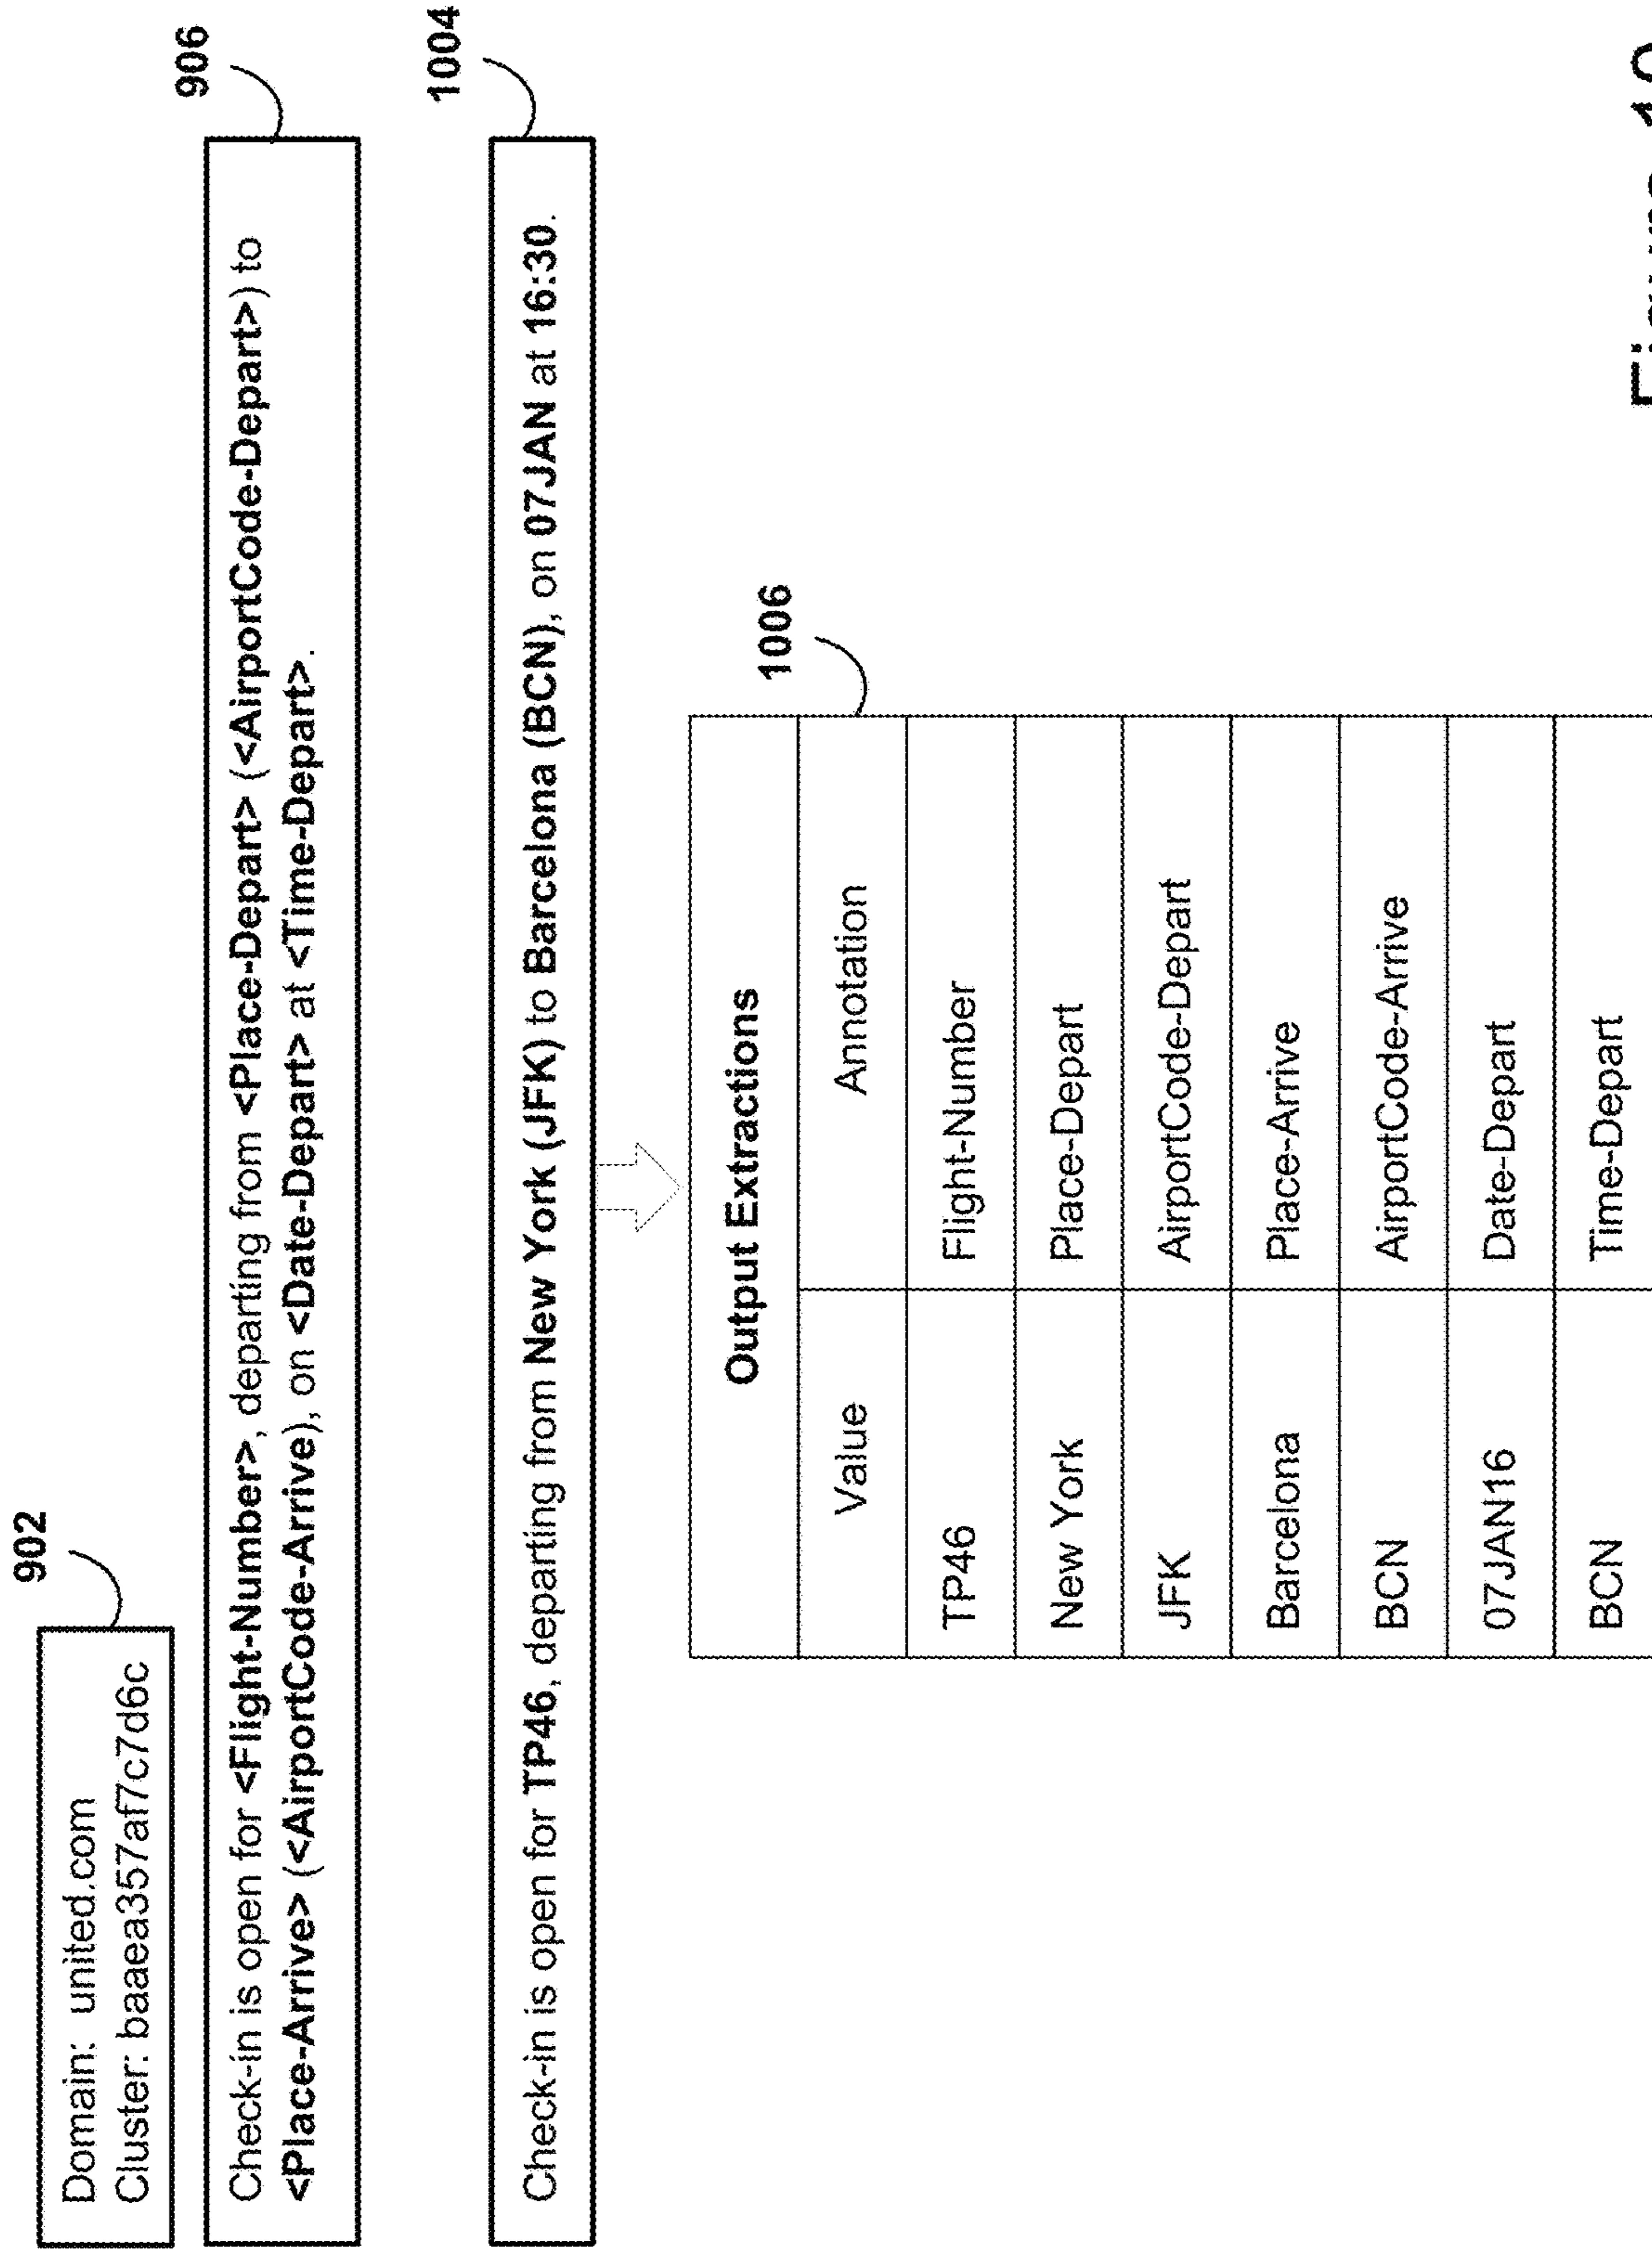 902
Domain: united.com
Cluster: baaea357af7c7d6c
906
Check-in is open for <Flight-Number>, departing from <Place-Depart> (<AirportCode-Depart>) to
<Place-Arrive> (<AirportCode-Arrive), on <Date-Depart> at <Time-Depart>.
1004
Check-in is open for TP46, departing from New York (JFK) to Barcelona (BCN), on 07JAN at 16:30.
1006
Output Extractions
Value Annotation
TP46 Flight-Number
New York Place-Depart
JFK AirportCode-Depart
Barcelona Place-Arrive
BCN AirportCode-Arrive
07JAN16 Date-Depart
BCN Time-Depart